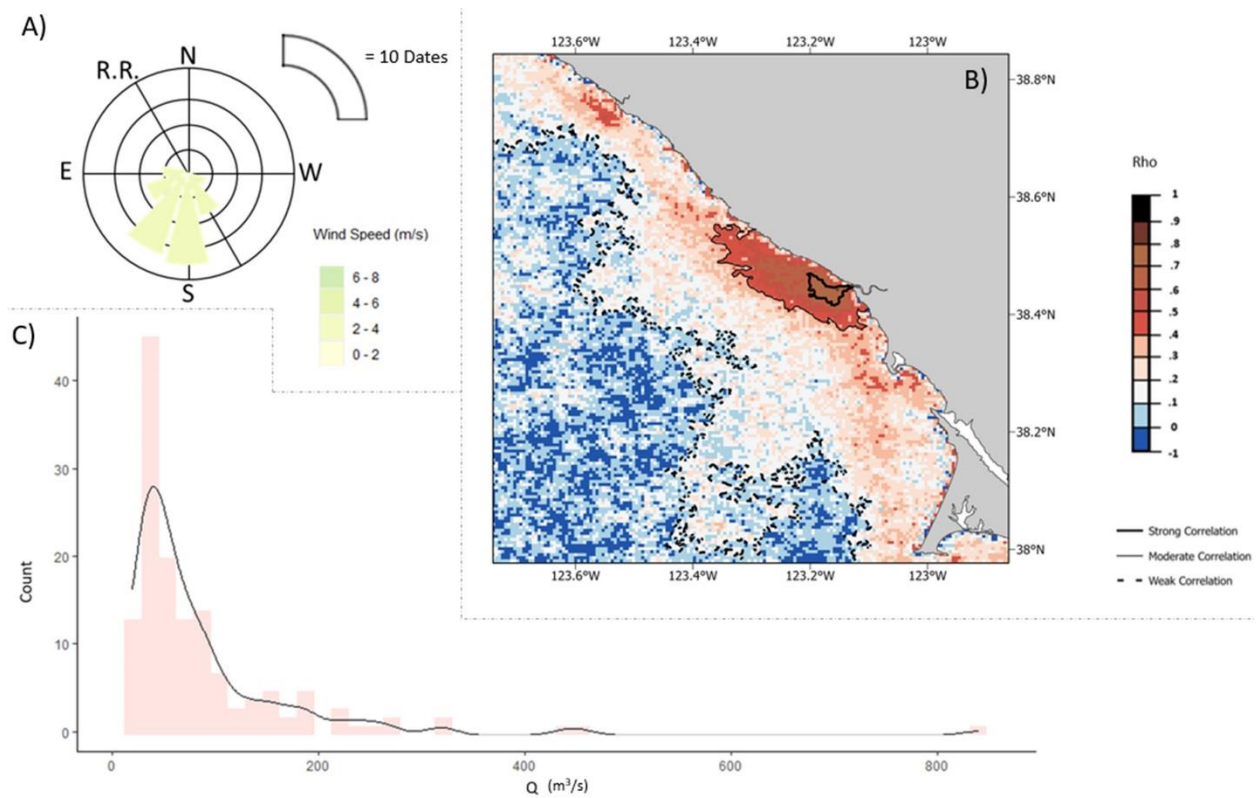 A)
N
R.R.
E
W
S
= 10 Dates
Wind Speed (m/s)
6 - 8
4 - 6
2 - 4
0 - 2
B)
123.6°W 123.4°W 123.2°W 123°W
38.8°N
38.6°N
38.4°N
38.2°N
38°N
123.6°W 123.4°W 123.2°W 123°W
Rho
1
.9
.8
.7
.6
.5
.4
.3
.2
.1
0
-1
Strong Correlation
Moderate Correlation
Weak Correlation
C)
Count
40
30
20
10
0
0 200 400 600 800
Q (m³/s)